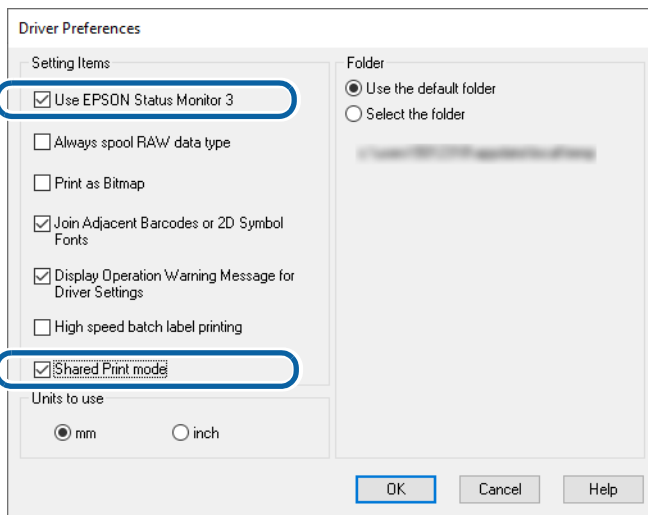 Driver Preferences
Setting Items
Use EPSON Status Monitor 3
Always spool RAW data type
Print as Bitmap
Join Adjacent Barcodes or 2D Symbol
Fonts
Display Operation Warning Message for
Driver Settings
High speed batch label printing
Shared Print mode
Units to use
mm
inch
Folder
Use the default folder
Select the folder
OK
Cancel
Help